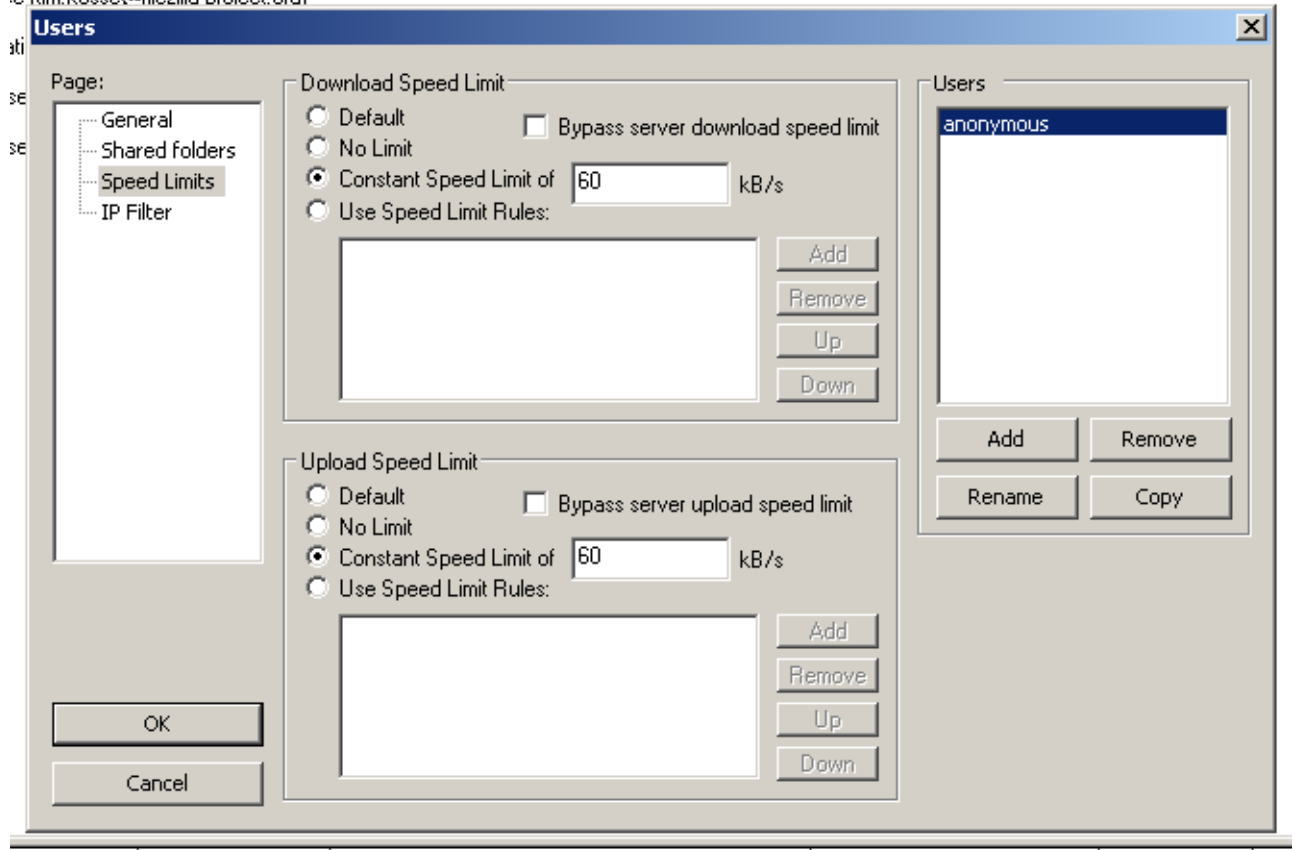 Users
Page:
General
Shared folders
Speed Limits
IP Filter
OK
Cancel
Download Speed Limit
Default
Bypass server download speed limit
No Limit
Constant Speed Limit of 60 kB/s
Use Speed Limit Rules:
Add
Remove
Up
Down
Upload Speed Limit
Default
Bypass server upload speed limit
No Limit
Constant Speed Limit of 60 kB/s
Use Speed Limit Rules:
Add
Remove
Up
Down
Users
anonymous
Add Remove
Rename Copy